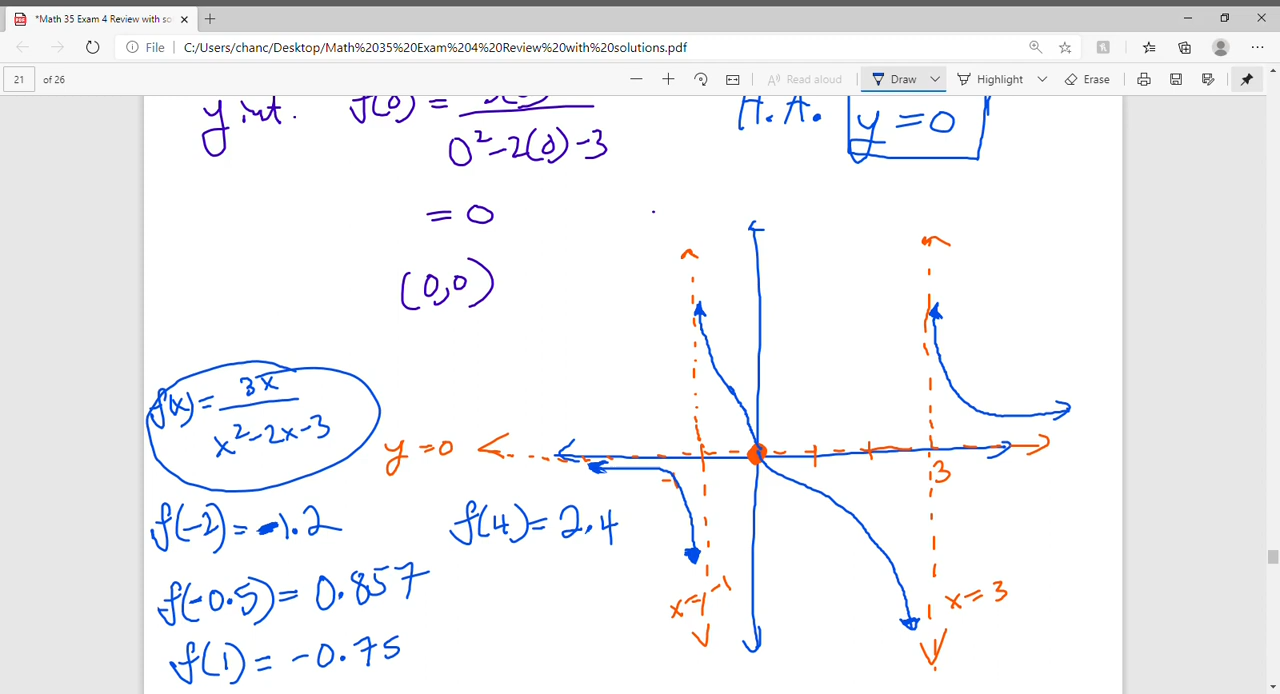 *Math 35 Exam 4 Review with so
File C:/Users/chanc/Desktop/Math%2035%20Exam%204%20Review%20with%20solutions.pdf
21 of 26 Read aloud Draw Highlight Erase
y int. f(0) =
0² - 2(0) - 3
H.A. y = 0
= 0
(0,0)
f(x) = 3x
x² - 2x - 3
y = 0
3
f(-2) = -1.2 f(4) = 2.4
f(-0.5) = 0.857
x = -1 x = 3
f(1) = -0.75